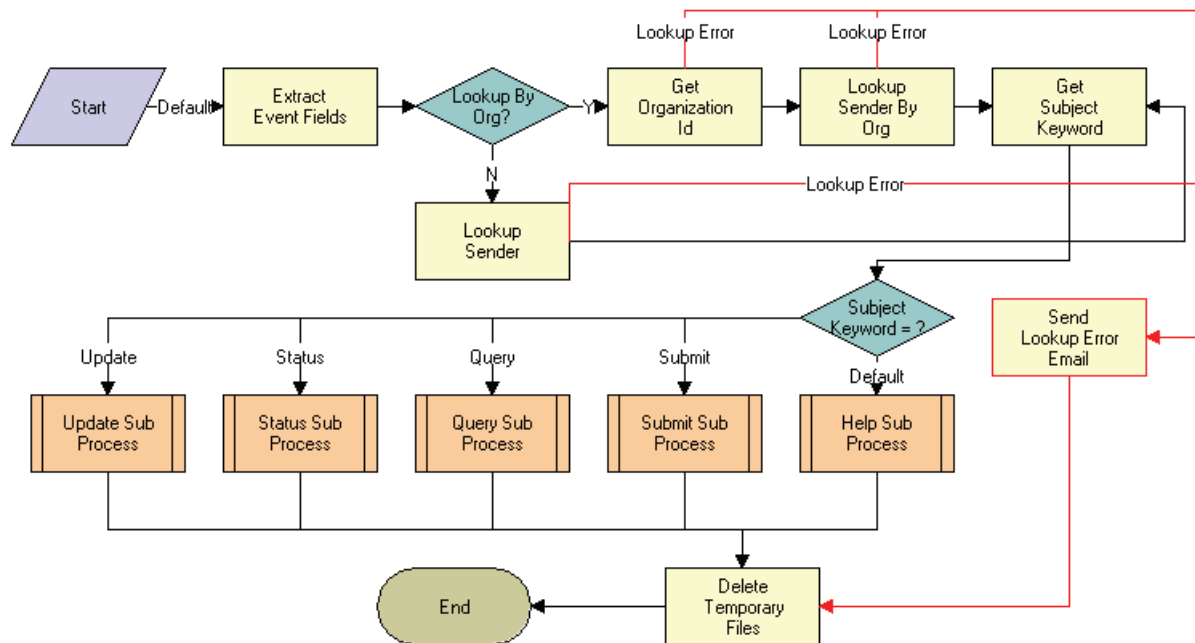 Lookup Error
Lookup Error
Start
Default
Extract
Event Fields
Lookup By
Org?
Y
Get
Organization
Id
Lookup
Sender By
Org
Get
Subject
Keyword
N
Lookup Error
Lookup
Sender
Subject
Keyword = ?
Send
Lookup Error
Email
Update
Status
Query
Submit
Default
Update Sub
Process
Status Sub
Process
Query Sub
Process
Submit Sub
Process
Help Sub
Process
End
Delete
Temporary
Files